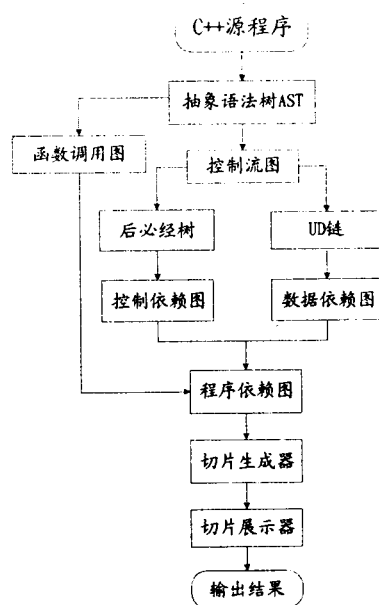 C++源程序
抽象语法树AST
函数调用图
控制流图
后必经树
UD链
控制依赖图
数据依赖图
程序依赖图
切片生成器
切片展示器
输出结果